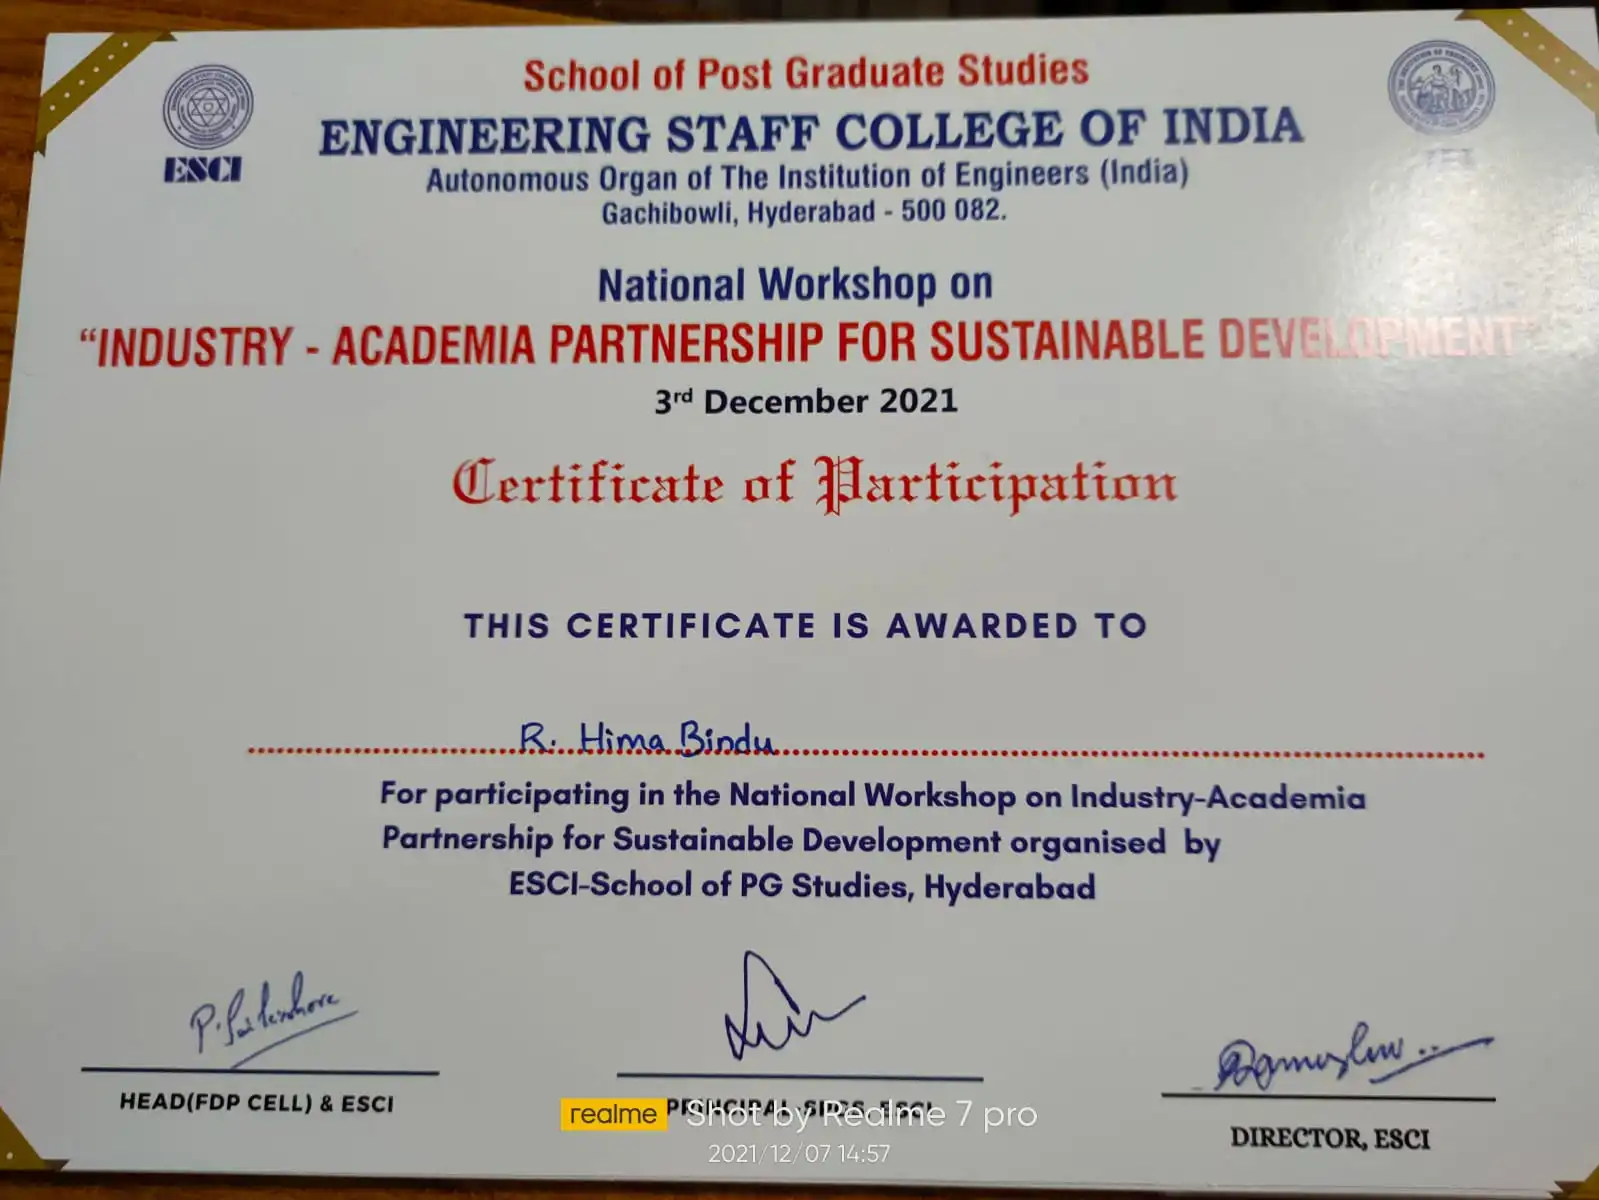 School of Post Graduate Studies
ENGINEERING STAFF COLLEGE OF INDIA
ESCI
Autonomous Organ of The Institution of Engineers (India)
Gachibowli, Hyderabad - 500 082.
National Workshop on
“INDUSTRY - ACADEMIA PARTNERSHIP FOR SUSTAINABLE DEVELOPMENT”
3rd December 2021
Certificate of Participation
THIS CERTIFICATE IS AWARDED TO
R. Hima Bindu
For participating in the National Workshop on Industry-Academia
Partnership for Sustainable Development organised by
ESCI-School of PG Studies, Hyderabad
HEAD(FDP CELL) & ESCI
PRINCIPAL, SPGS, ESCI
DIRECTOR, ESCI
realme Shot by Realme 7 pro
2021/12/07 14:57